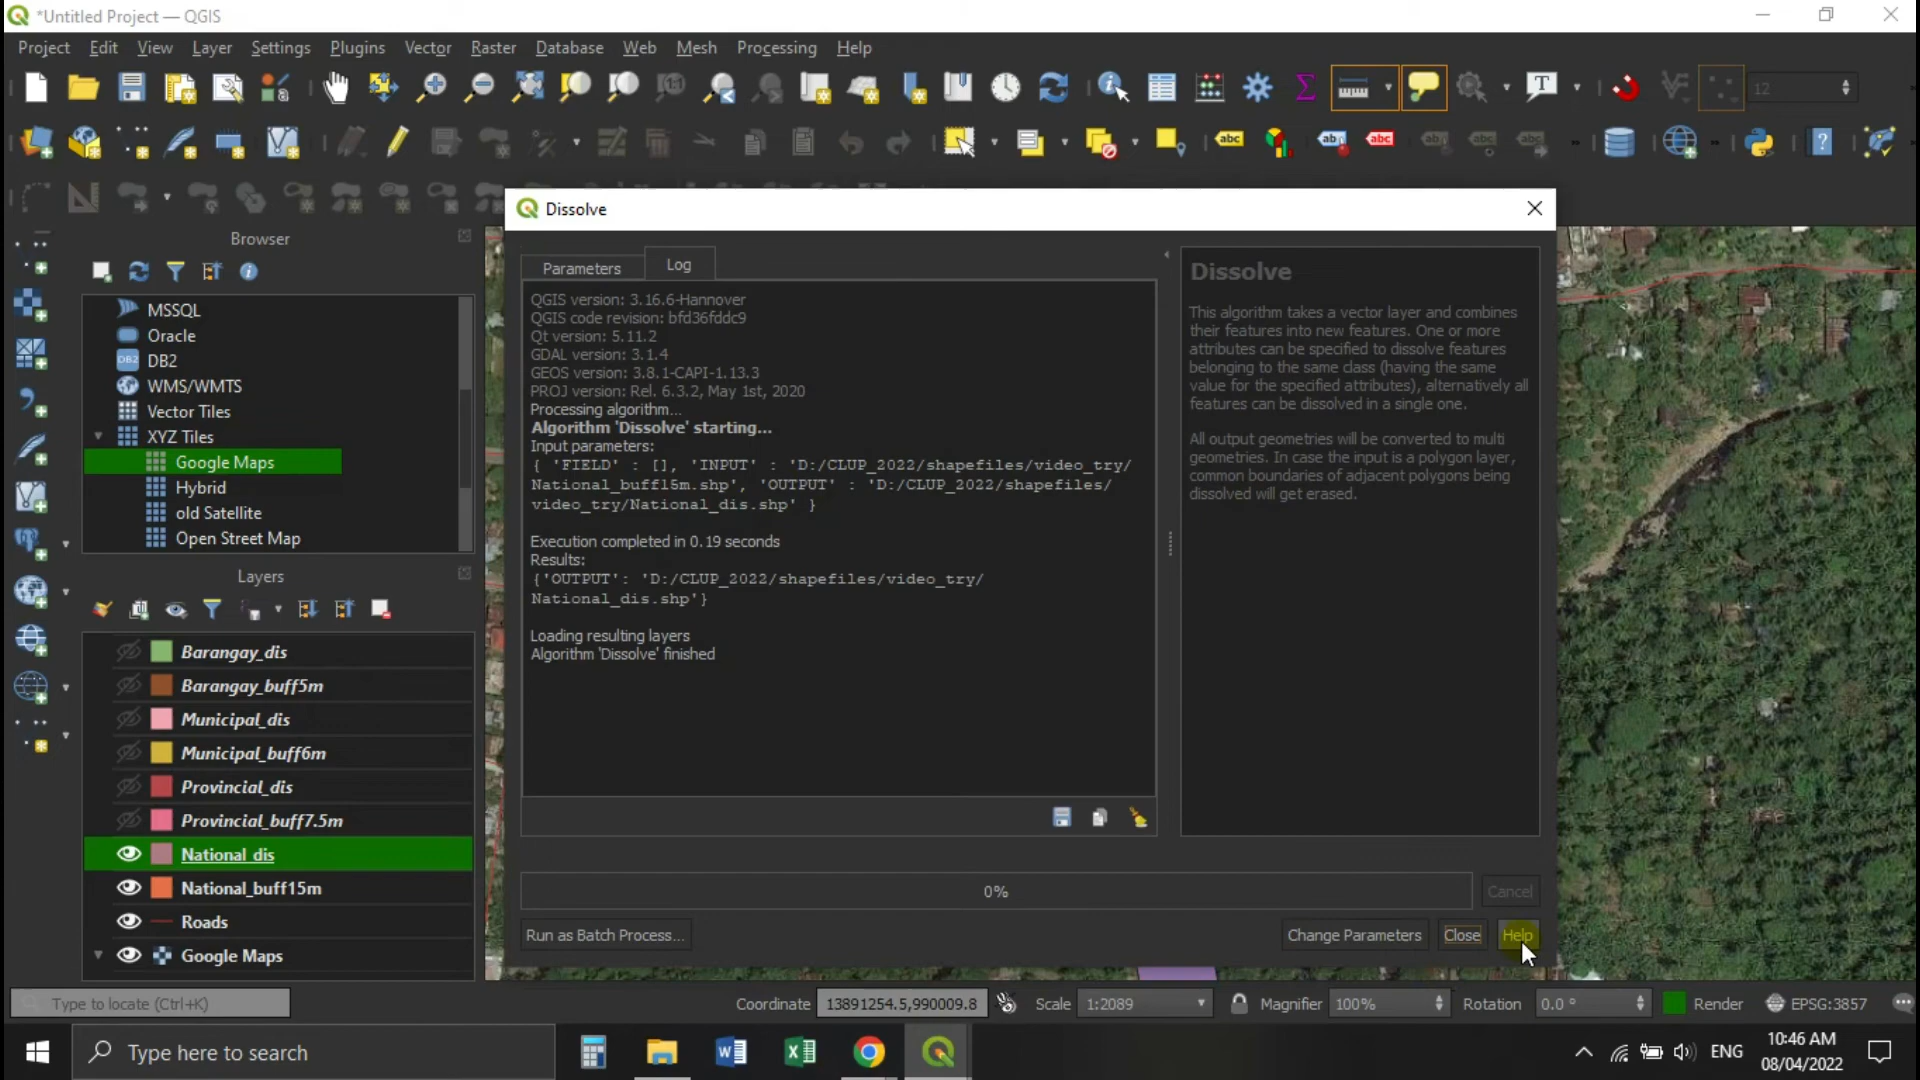 *Untitled Project — QGIS
Project Edit View Layer Settings Plugins Vector Raster Database Web Mesh Processing Help
12
Browser
MSSQL
Oracle
DB2
WMS/WMTS
Vector Tiles
XYZ Tiles
Google Maps
Hybrid
old Satellite
Open Street Map
Layers
Barangay_dis
Barangay_buff5m
Municipal_dis
Municipal_buff6m
Provincial_dis
Provincial_buff7.5m
National_dis
National_buff15m
Roads
Google Maps
Dissolve
Parameters Log
QGIS version: 3.16.6-Hannover
QGIS code revision: bfd36fddc9
Qt version: 5.11.2
GDAL version: 3.1.4
GEOS version: 3.8.1-CAPI-1.13.3
PROJ version: Rel. 6.3.2, May 1st, 2020
Processing algorithm…
Algorithm 'Dissolve' starting…
Input parameters:
{ 'FIELD' : [], 'INPUT' : 'D:/CLUP_2022/shapefiles/video_try/
National_buff15m.shp', 'OUTPUT' : 'D:/CLUP_2022/shapefiles/
video_try/National_dis.shp' }
Execution completed in 0.19 seconds
Results:
{'OUTPUT': 'D:/CLUP_2022/shapefiles/video_try/
National_dis.shp'}
Loading resulting layers
Algorithm 'Dissolve' finished
Dissolve
This algorithm takes a vector layer and combines
their features into new features. One or more
attributes can be specified to dissolve features
belonging to the same class (having the same
value for the specified attributes), alternatively all
features can be dissolved in a single one.
All output geometries will be converted to multi
geometries. In case the input is a polygon layer,
common boundaries of adjacent polygons being
dissolved will get erased.
0%
Cancel
Run as Batch Process… Change Parameters Close Help
Type to locate (Ctrl+K) Coordinate 13891254.5,990009.8 Scale 1:2089 Magnifier 100% Rotation 0.0 ° Render EPSG:3857
Type here to search
ENG
10:46 AM
08/04/2022